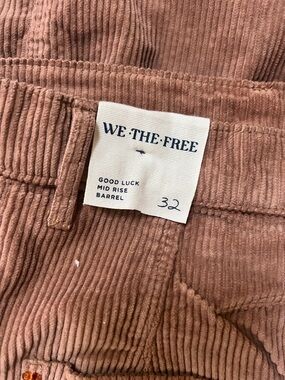 WE · THE · FREE
GOOD LUCK
MID RISE
BARREL
32